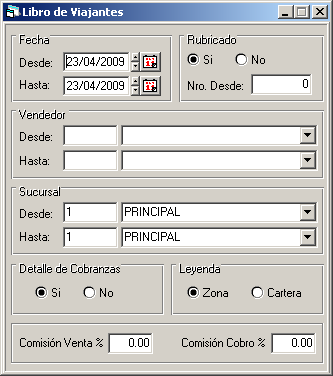 Libro de Viajantes
Fecha
Desde: 23/04/2009
Hasta: 23/04/2009
Rubricado
Si No
Nro. Desde: 0
Vendedor
Desde:
Hasta:
Sucursal
Desde: 1 PRINCIPAL
Hasta: 1 PRINCIPAL
Detalle de Cobranzas
Si No
Leyenda
Zona Cartera
Comisión Venta % 0.00 Comisión Cobro % 0.00